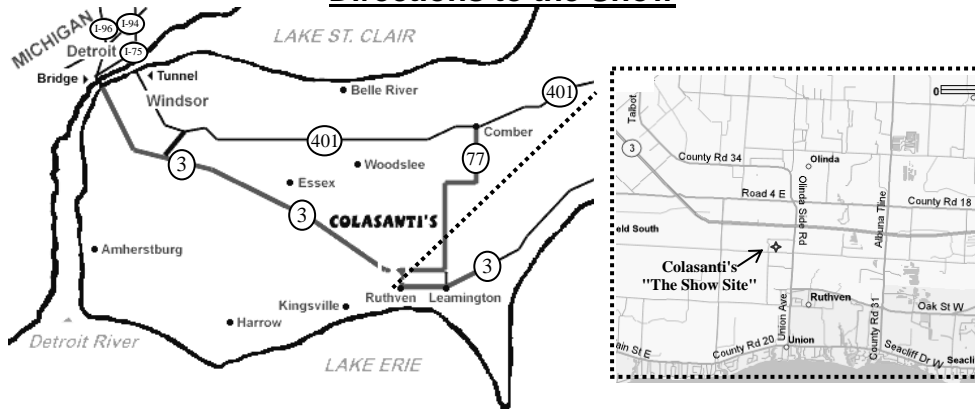 Directions to the Show
I-96
I-94
I-75
MICHIGAN
Detroit
LAKE ST. CLAIR
Bridge
Tunnel
Windsor
Belle River
401
401
Comber
3
77
Woodslee
Essex
3
COLASANTI'S
Amherstburg
3
Ruthven
Leamington
Kingsville
Harrow
Detroit River
LAKE ERIE
0
Talbot
3
County Rd 34
Olinda
Road 4 E
Olinda Side Rd
Albuna Tline
County Rd 18
eld South
Colasanti's
"The Show Site"
Union Ave
Ruthven
County Rd 31
Oak St W
ain St E
County Rd 20
Union
Seacliff Dr W
Seacli